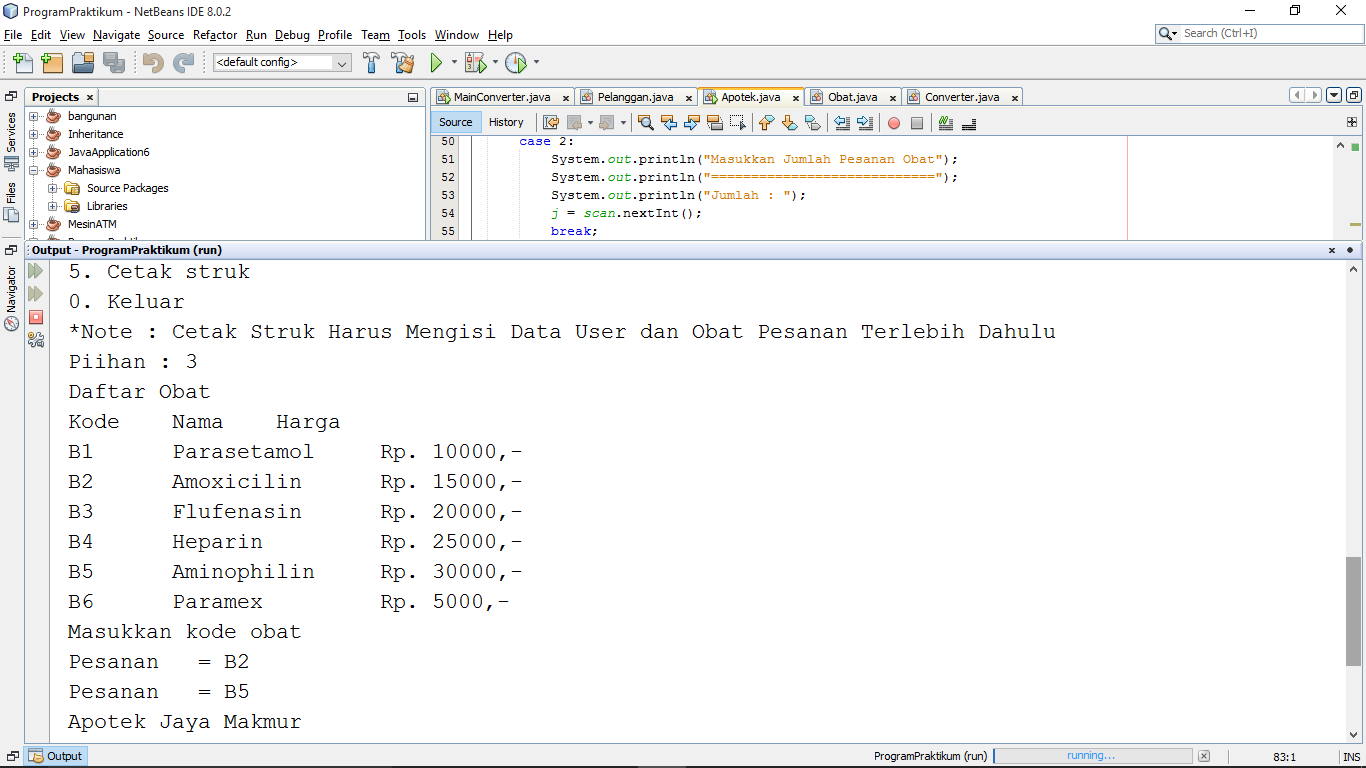 ProgramPraktikum - NetBeans IDE 8.0.2
File Edit View Navigate Source Refactor Run Debug Profile Team Tools Window Help
Search (Ctrl+I)
<default config>
Projects
MainConverter.java Pelanggan.java Apotek.java Obat.java Converter.java
Services
Files
Navigator
bangunan
Inheritance
JavaApplication6
Mahasiswa
Source Packages
Libraries
MesinATM
Source History
50 case 2:
51 System.out.println("Masukkan Jumlah Pesanan Obat");
52 System.out.println("============================");
53 System.out.println("Jumlah : ");
54 j = scan.nextInt();
55 break;
Output - ProgramPraktikum (run)
5. Cetak struk
0. Keluar
*Note : Cetak Struk Harus Mengisi Data User dan Obat Pesanan Terlebih Dahulu
Piihan : 3
Daftar Obat
Kode Nama Harga
B1 Parasetamol Rp. 10000,-
B2 Amoxicilin Rp. 15000,-
B3 Flufenasin Rp. 20000,-
B4 Heparin Rp. 25000,-
B5 Aminophilin Rp. 30000,-
B6 Paramex Rp. 5000,-
Masukkan kode obat
Pesanan = B2
Pesanan = B5
Apotek Jaya Makmur
Output
ProgramPraktikum (run) running... 83:1 INS